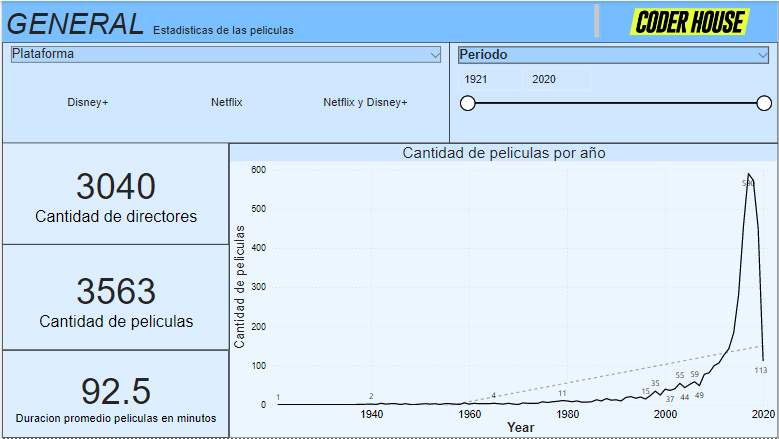 GENERAL Estadisticas de las peliculas
CODER HOUSE
Plataforma
Disney+ Netflix Netflix y Disney+
Periodo
1921 2020
3040
Cantidad de directores
3563
Cantidad de peliculas
92.5
Duracion promedio peliculas en minutos
Cantidad de peliculas por año
Cantidad de peliculas
600
500
400
300
200
100
0
1
2
4
11
15
35
37
55
44
59
49
590
113
1940 1960 1980 2000 2020
Year